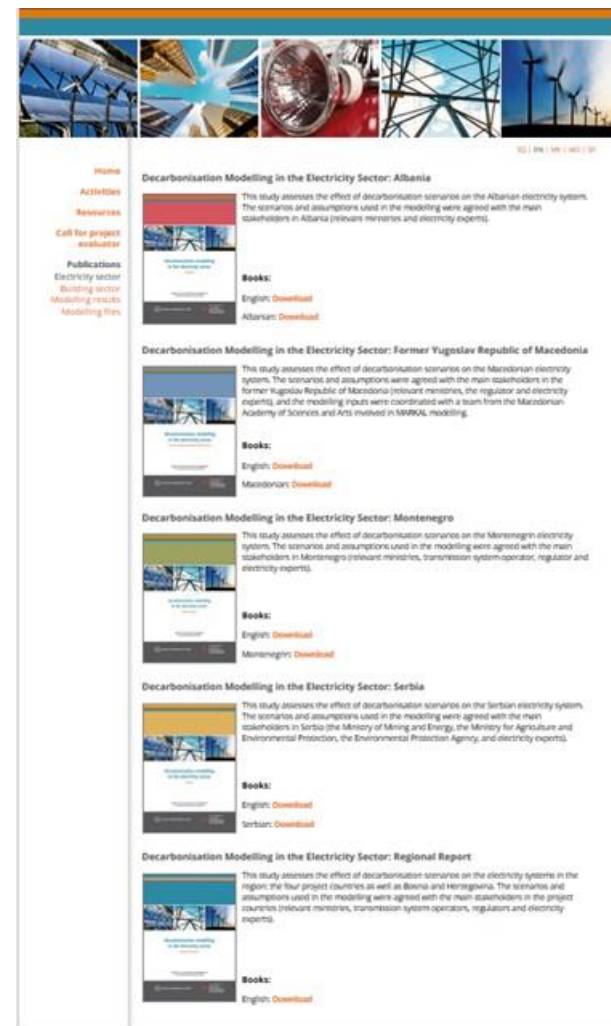 SQ | EN | MK | MO | SR
Home
Activities
Resources
Call for project
evaluator
Publications
Electricity sector
Building sector
Modelling results
Modelling files
Decarbonisation Modelling in the Electricity Sector: Albania
This study assesses the effect of decarbonisation scenarios on the Albanian electricity system.
The scenarios and assumptions used in the modelling were agreed with the main
stakeholders in Albania (relevant ministries and electricity experts).
Books:
English: Download
Albanian: Download
Decarbonisation Modelling in the Electricity Sector: Former Yugoslav Republic of Macedonia
This study assesses the effect of decarbonisation scenarios on the Macedonian electricity
system. The scenarios and assumptions were agreed with the main stakeholders in the
former Yugoslav Republic of Macedonia (relevant ministries, the regulator and electricity
experts), and the modelling inputs were coordinated with a team from the Macedonian
Academy of Sciences and Arts involved in MARKAL modelling.
Books:
English: Download
Macedonian: Download
Decarbonisation Modelling in the Electricity Sector: Montenegro
This study assesses the effect of decarbonisation scenarios on the Montenegrin electricity
system. The scenarios and assumptions used in the modelling were agreed with the main
stakeholders in Montenegro (relevant ministries, transmission system operator, regulator and
electricity experts).
Books:
English: Download
Montenegrin: Download
Decarbonisation Modelling in the Electricity Sector: Serbia
This study assesses the effect of decarbonisation scenarios on the Serbian electricity system.
The scenarios and assumptions used in the modelling were agreed with the main
stakeholders in Serbia (the Ministry of Mining and Energy, the Ministry for Agriculture and
Environmental Protection, the Environmental Protection Agency, and electricity experts).
Books:
English: Download
Serbian: Download
Decarbonisation Modelling in the Electricity Sector: Regional Report
This study assesses the effect of decarbonisation scenarios on the electricity systems in the
region: the four project countries as well as Bosnia and Herzegovina. The scenarios and
assumptions used in the modelling were agreed with the main stakeholders in the project
countries (relevant ministries, transmission system operators, regulators and electricity
experts).
Books:
English: Download